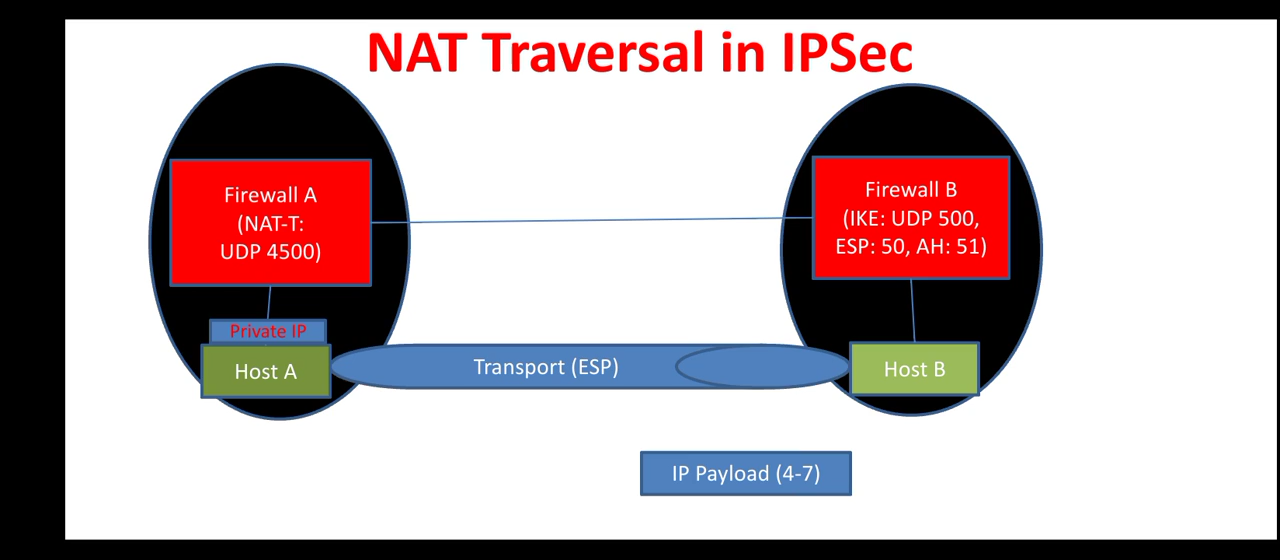 NAT Traversal in IPSec
Firewall A
(NAT-T:
UDP 4500)
Firewall B
(IKE: UDP 500,
ESP: 50, AH: 51)
Private IP
Host A
Transport (ESP)
Host B
IP Payload (4-7)